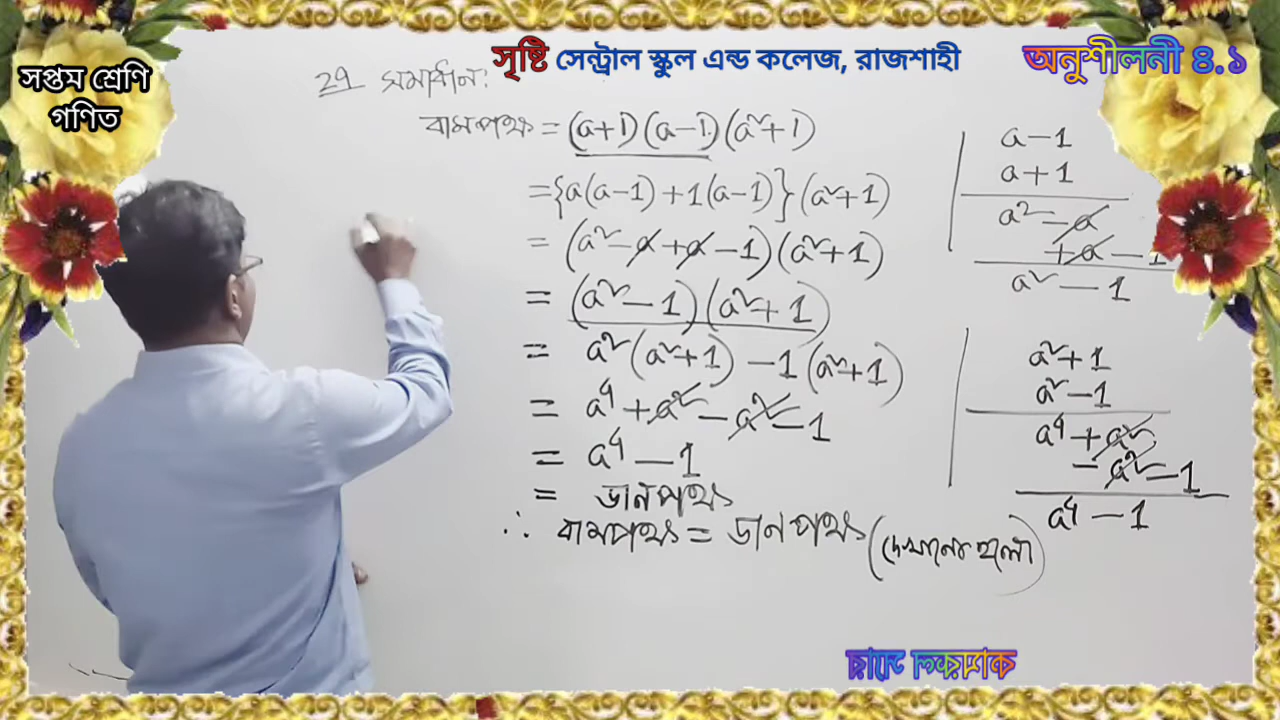 সৃষ্টি সেন্ট্রাল স্কুল এন্ড কলেজ, রাজশাহী
অনুশীলনী ৪.১
সপ্তম শ্রেণি
গণিত
২৭ সমাধান:
বামপক্ষ = (a+1)(a-1)(a²+1)
= {a(a-1)+1(a-1)}(a²+1)
= (a²-a+a-1)(a²+1)
= (a²-1)(a²+1)
= a²(a²+1)-1(a²+1)
= a⁴+a²-a²-1
= a⁴-1
= ডানপক্ষ
∴ বামপক্ষ = ডানপক্ষ (দেখানো হলো)
a-1
a+1
a²-a
+a-1
a²-1
a²+1
a²-1
a⁴+a²
-a²-1
a⁴-1